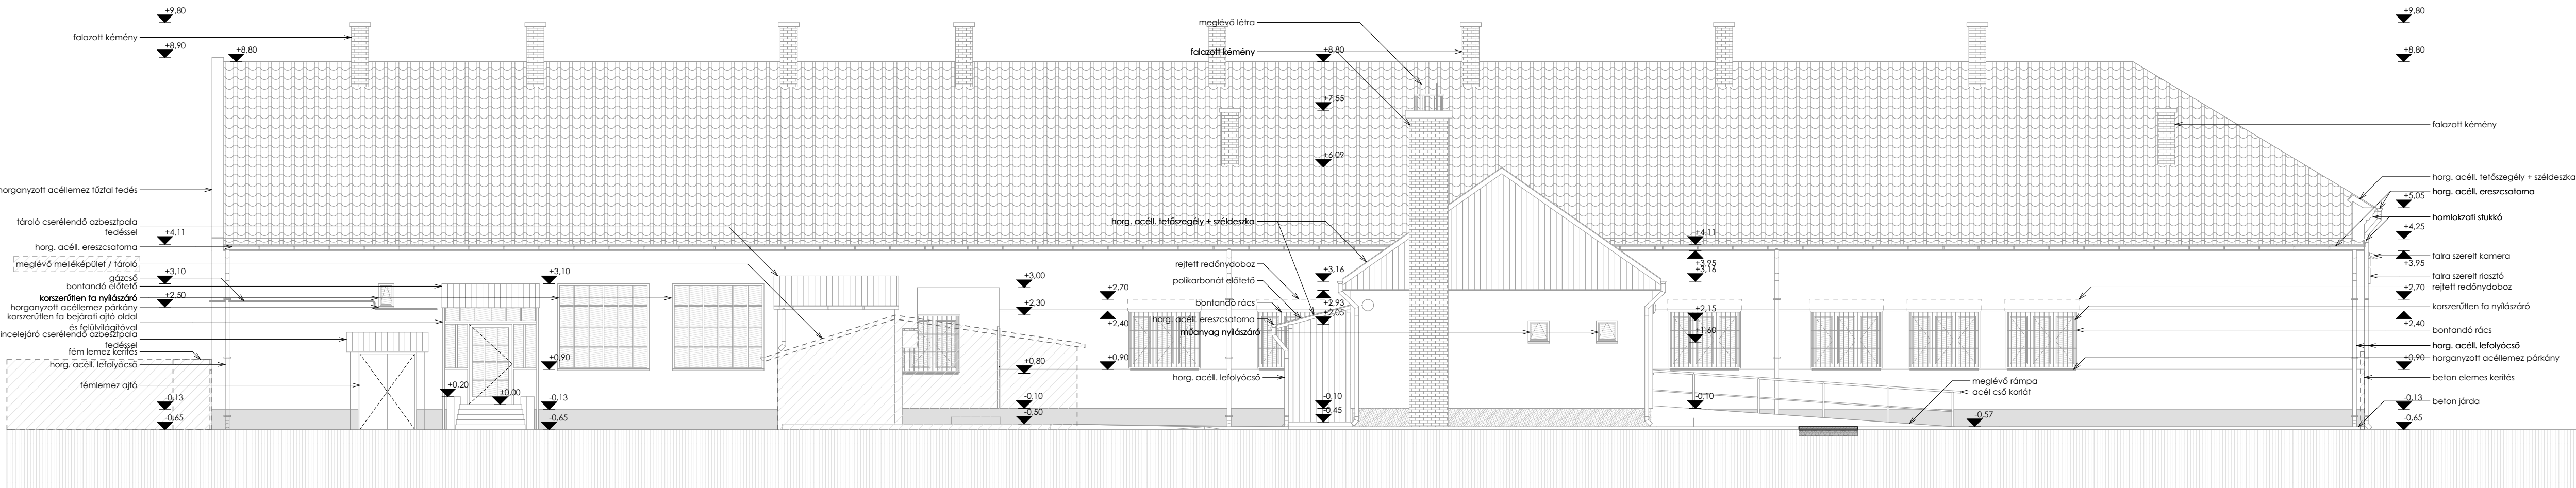 +9,80
falazott kémény
+8,90
+8,80
horganyzott acéllemez tűzfal fedés
tároló cserélendő azbesztpala
fedéssel
+4,11
horg. acéll. ereszcsatorna
meglévő melléképület / tároló
+3,10
gázcső
bontandó előtető
korszerűtlen fa nyílászáró
+2,50
horganyzott acéllemez párkány
korszerűtlen fa bejárati ajtó oldal
és felülvilágítóval
pincelejáró cserélendő azbesztpala
fedéssel
fém lemez kerítés
horg. acéll. lefolyócső
fémlemez ajtó
-0,13
-0,65
+0,20
±0,00
+3,10
+0,90
-0,13
-0,65
+3,00
+2,30
+0,80
-0,10
-0,50
+2,70
+2,40
+0,90
meglévő létra
falazott kémény
+8,80
+7,55
+6,09
horg. acéll. tetőszegély + széldeszka
rejtett redőnydoboz
polikarbonát előtető
bontandó rács
horg. acéll. ereszcsatorna
műanyag nyílászáró
horg. acéll. lefolyócső
+3,16
+2,93
+2,05
-0,10
-0,45
+4,11
+3,95
+3,16
+2,15
+1,60
-0,10
meglévő rámpa
acél cső korlát
-0,57
+9,80
+8,80
falazott kémény
horg. acéll. tetőszegély + széldeszka
horg. acéll. ereszcsatorna
+5,05
homlokzati stukkó
+4,25
falra szerelt kamera
+3,95
falra szerelt riasztó
rejtett redőnydoboz
+2,70
korszerűtlen fa nyílászáró
+2,40
bontandó rács
horg. acéll. lefolyócső
horganyzott acéllemez párkány
+0,90
beton elemes kerítés
-0,13
beton járda
-0,65